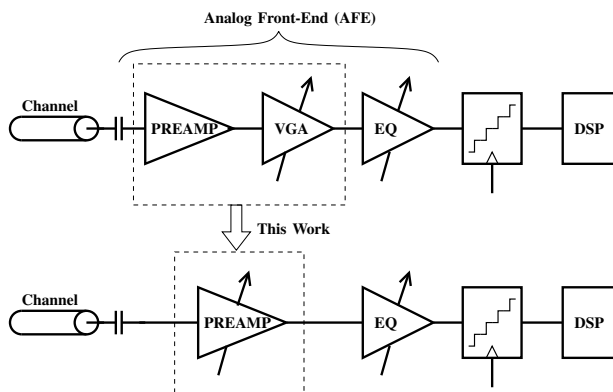 Analog Front-End (AFE)
Channel
PREAMP
VGA
EQ
DSP
This Work
Channel
PREAMP
EQ
DSP